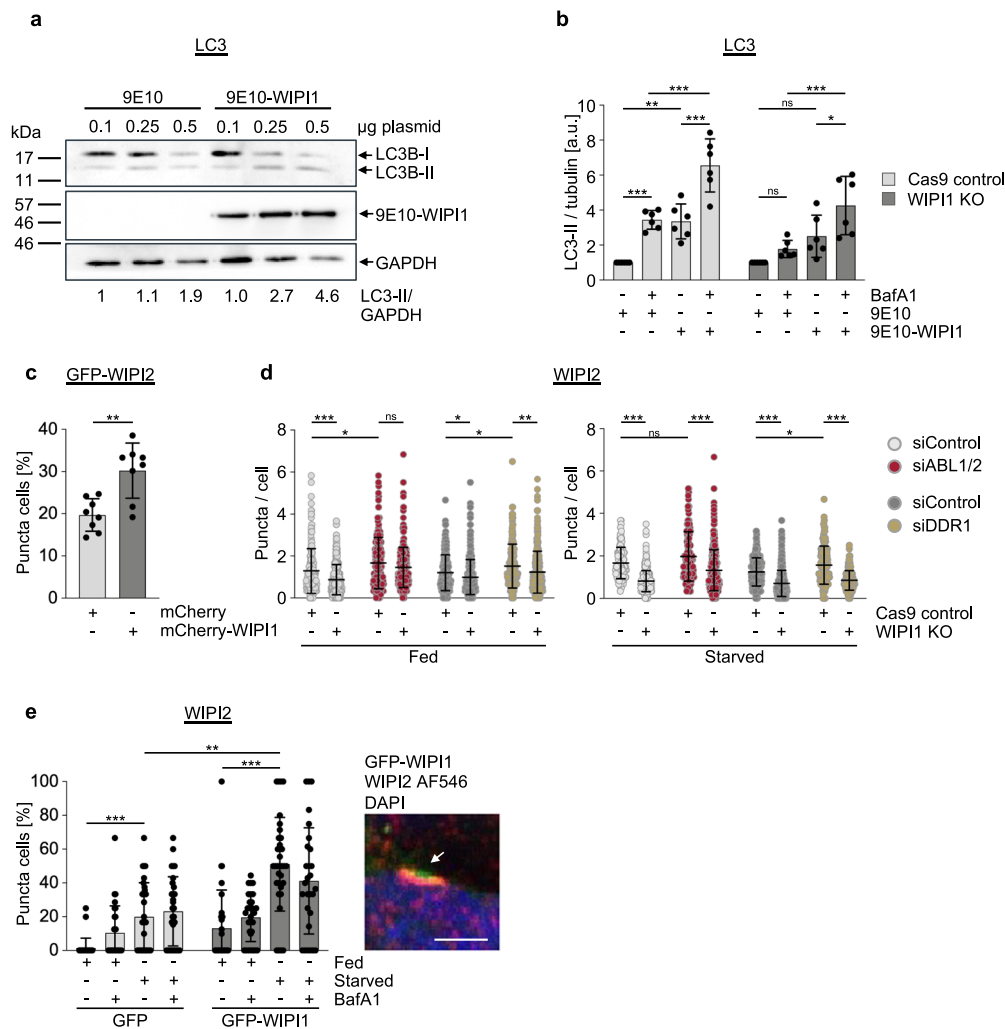 a
LC3
9E10 9E10-WIPI1
kDa 0.1 0.25 0.5 0.1 0.25 0.5 µg plasmid
17 LC3B-I
11 LC3B-II
57
46 9E10-WIPI1
46
GAPDH
1 1.1 1.9 1.0 2.7 4.6 LC3-II/
GAPDH
b
LC3
LC3-II / tubulin [a.u.]
10
8
6
4
2
0
*** ***
** *** ns *
*** ns
Cas9 control
WIPI1 KO
- + - + - + - + BafA1
+ + - - + + - - 9E10
- - + + - - + + 9E10-WIPI1
c
GFP-WIPI2
Puncta cells [%]
40
30
20
10
0
**
+ - mCherry
- + mCherry-WIPI1
d
WIPI2
Puncta / cell
8
6
4
2
0
*** ns * **
* *
+ - + - + - + -
- + - + - + - +
Fed
Puncta / cell
8
6
4
2
0
*** *** *** ***
ns *
+ - + - + - + - Cas9 control
- + - + - + - + WIPI1 KO
Starved
siControl
siABL1/2
siControl
siDDR1
e
WIPI2
Puncta cells [%]
100
80
60
40
20
0
**
***
***
+ + - - + + - - Fed
- - + + - - + + Starved
- + - + - + - + BafA1
GFP GFP-WIPI1
GFP-WIPI1
WIPI2 AF546
DAPI